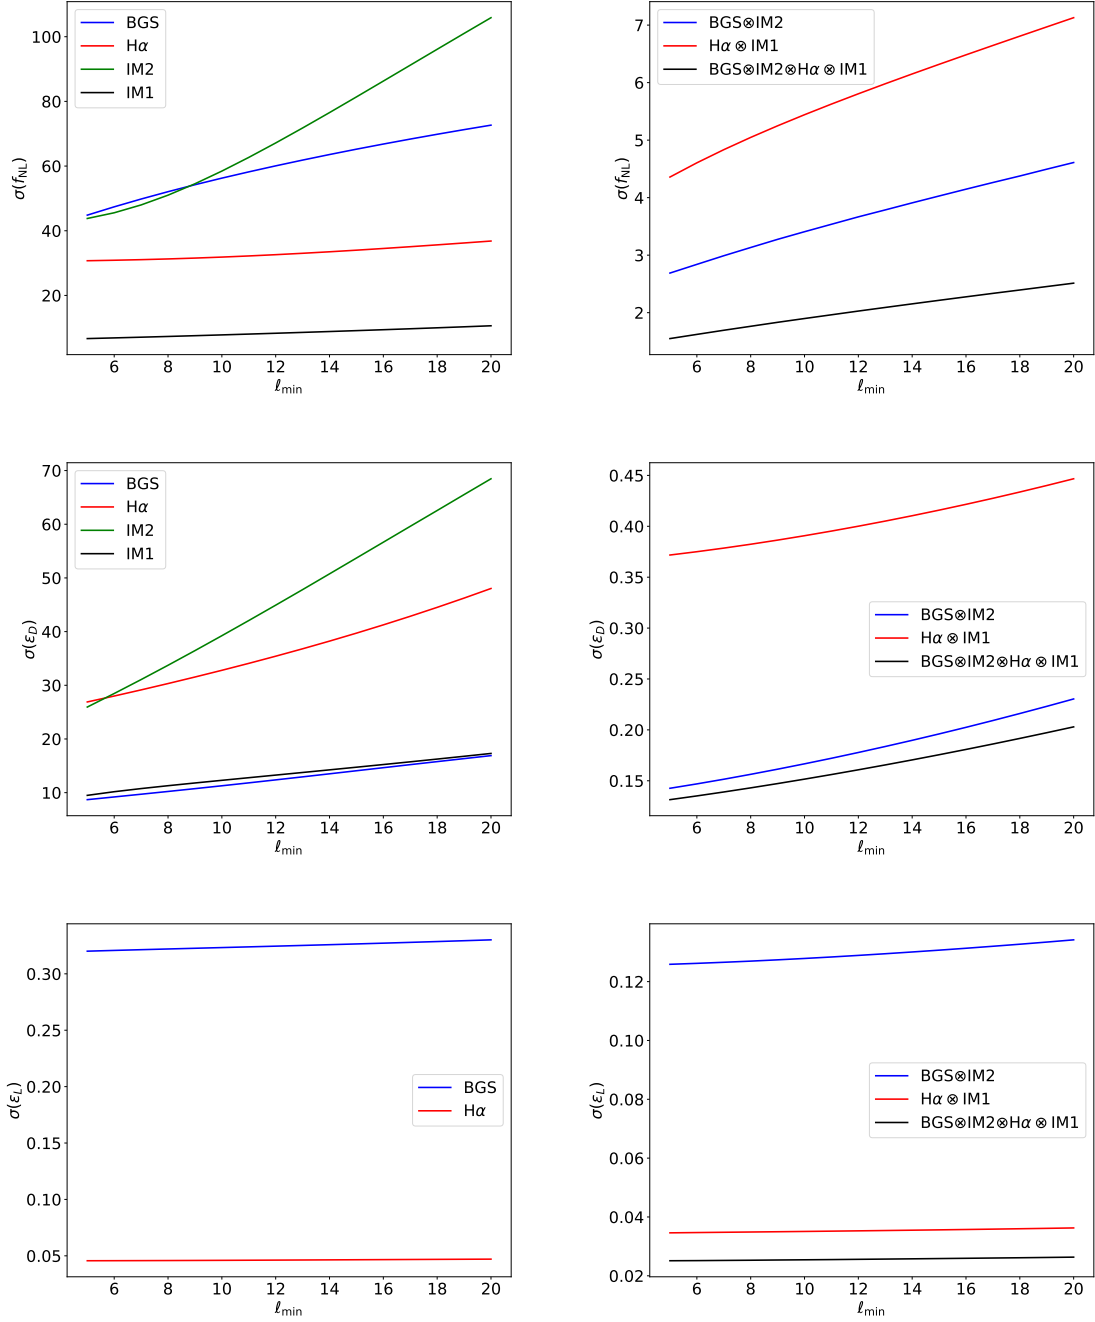 BGS
Hα
IM2
IM1
σ(f_NL)
100
80
60
40
20
6 8 10 12 14 16 18 20
ℓ_min
BGS⊗IM2
Hα ⊗ IM1
BGS⊗IM2⊗Hα ⊗ IM1
σ(f_NL)
7
6
5
4
3
2
6 8 10 12 14 16 18 20
ℓ_min
BGS
Hα
IM2
IM1
σ(ε_D)
70
60
50
40
30
20
10
6 8 10 12 14 16 18 20
ℓ_min
σ(ε_D)
0.45
0.40
0.35
0.30
0.25
0.20
0.15
BGS⊗IM2
Hα ⊗ IM1
BGS⊗IM2⊗Hα ⊗ IM1
6 8 10 12 14 16 18 20
ℓ_min
σ(ε_L)
0.30
0.25
0.20
0.15
0.10
0.05
BGS
Hα
6 8 10 12 14 16 18 20
ℓ_min
σ(ε_L)
0.12
0.10
0.08
0.06
0.04
0.02
BGS⊗IM2
Hα ⊗ IM1
BGS⊗IM2⊗Hα ⊗ IM1
6 8 10 12 14 16 18 20
ℓ_min